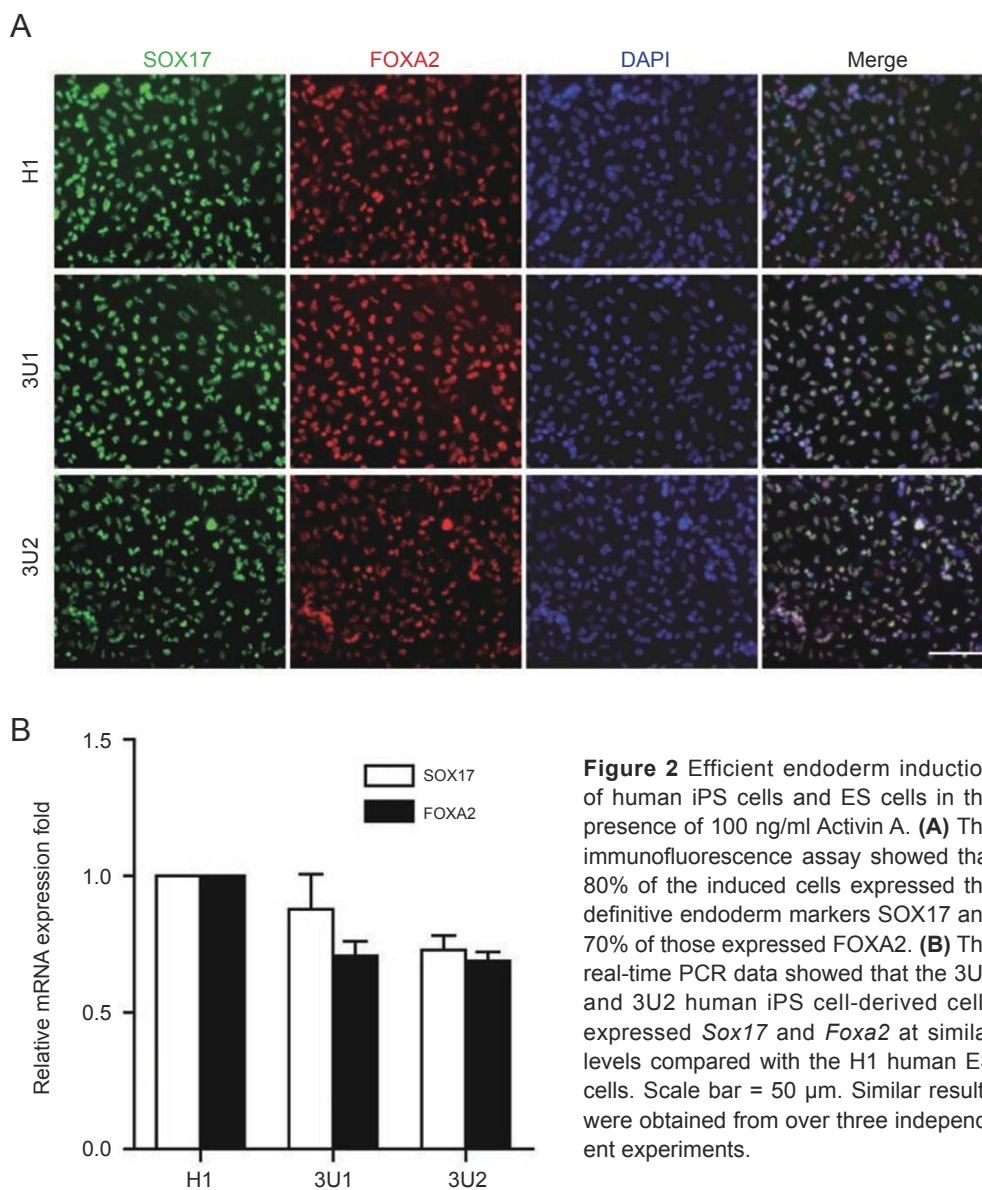 A
SOX17 FOXA2 DAPI Merge
H1
3U1
3U2
B
Relative mRNA expression fold
1.5
1.0
0.5
0.0
SOX17
FOXA2
H1 3U1 3U2
Figure 2 Efficient endoderm induction
of human iPS cells and ES cells in th
presence of 100 ng/ml Activin A. (A) Th
immunofluorescence assay showed tha
80% of the induced cells expressed th
definitive endoderm markers SOX17 an
70% of those expressed FOXA2. (B) Th
real-time PCR data showed that the 3U
and 3U2 human iPS cell-derived cell
expressed Sox17 and Foxa2 at simila
levels compared with the H1 human ES
cells. Scale bar = 50 µm. Similar result
were obtained from over three independ
ent experiments.